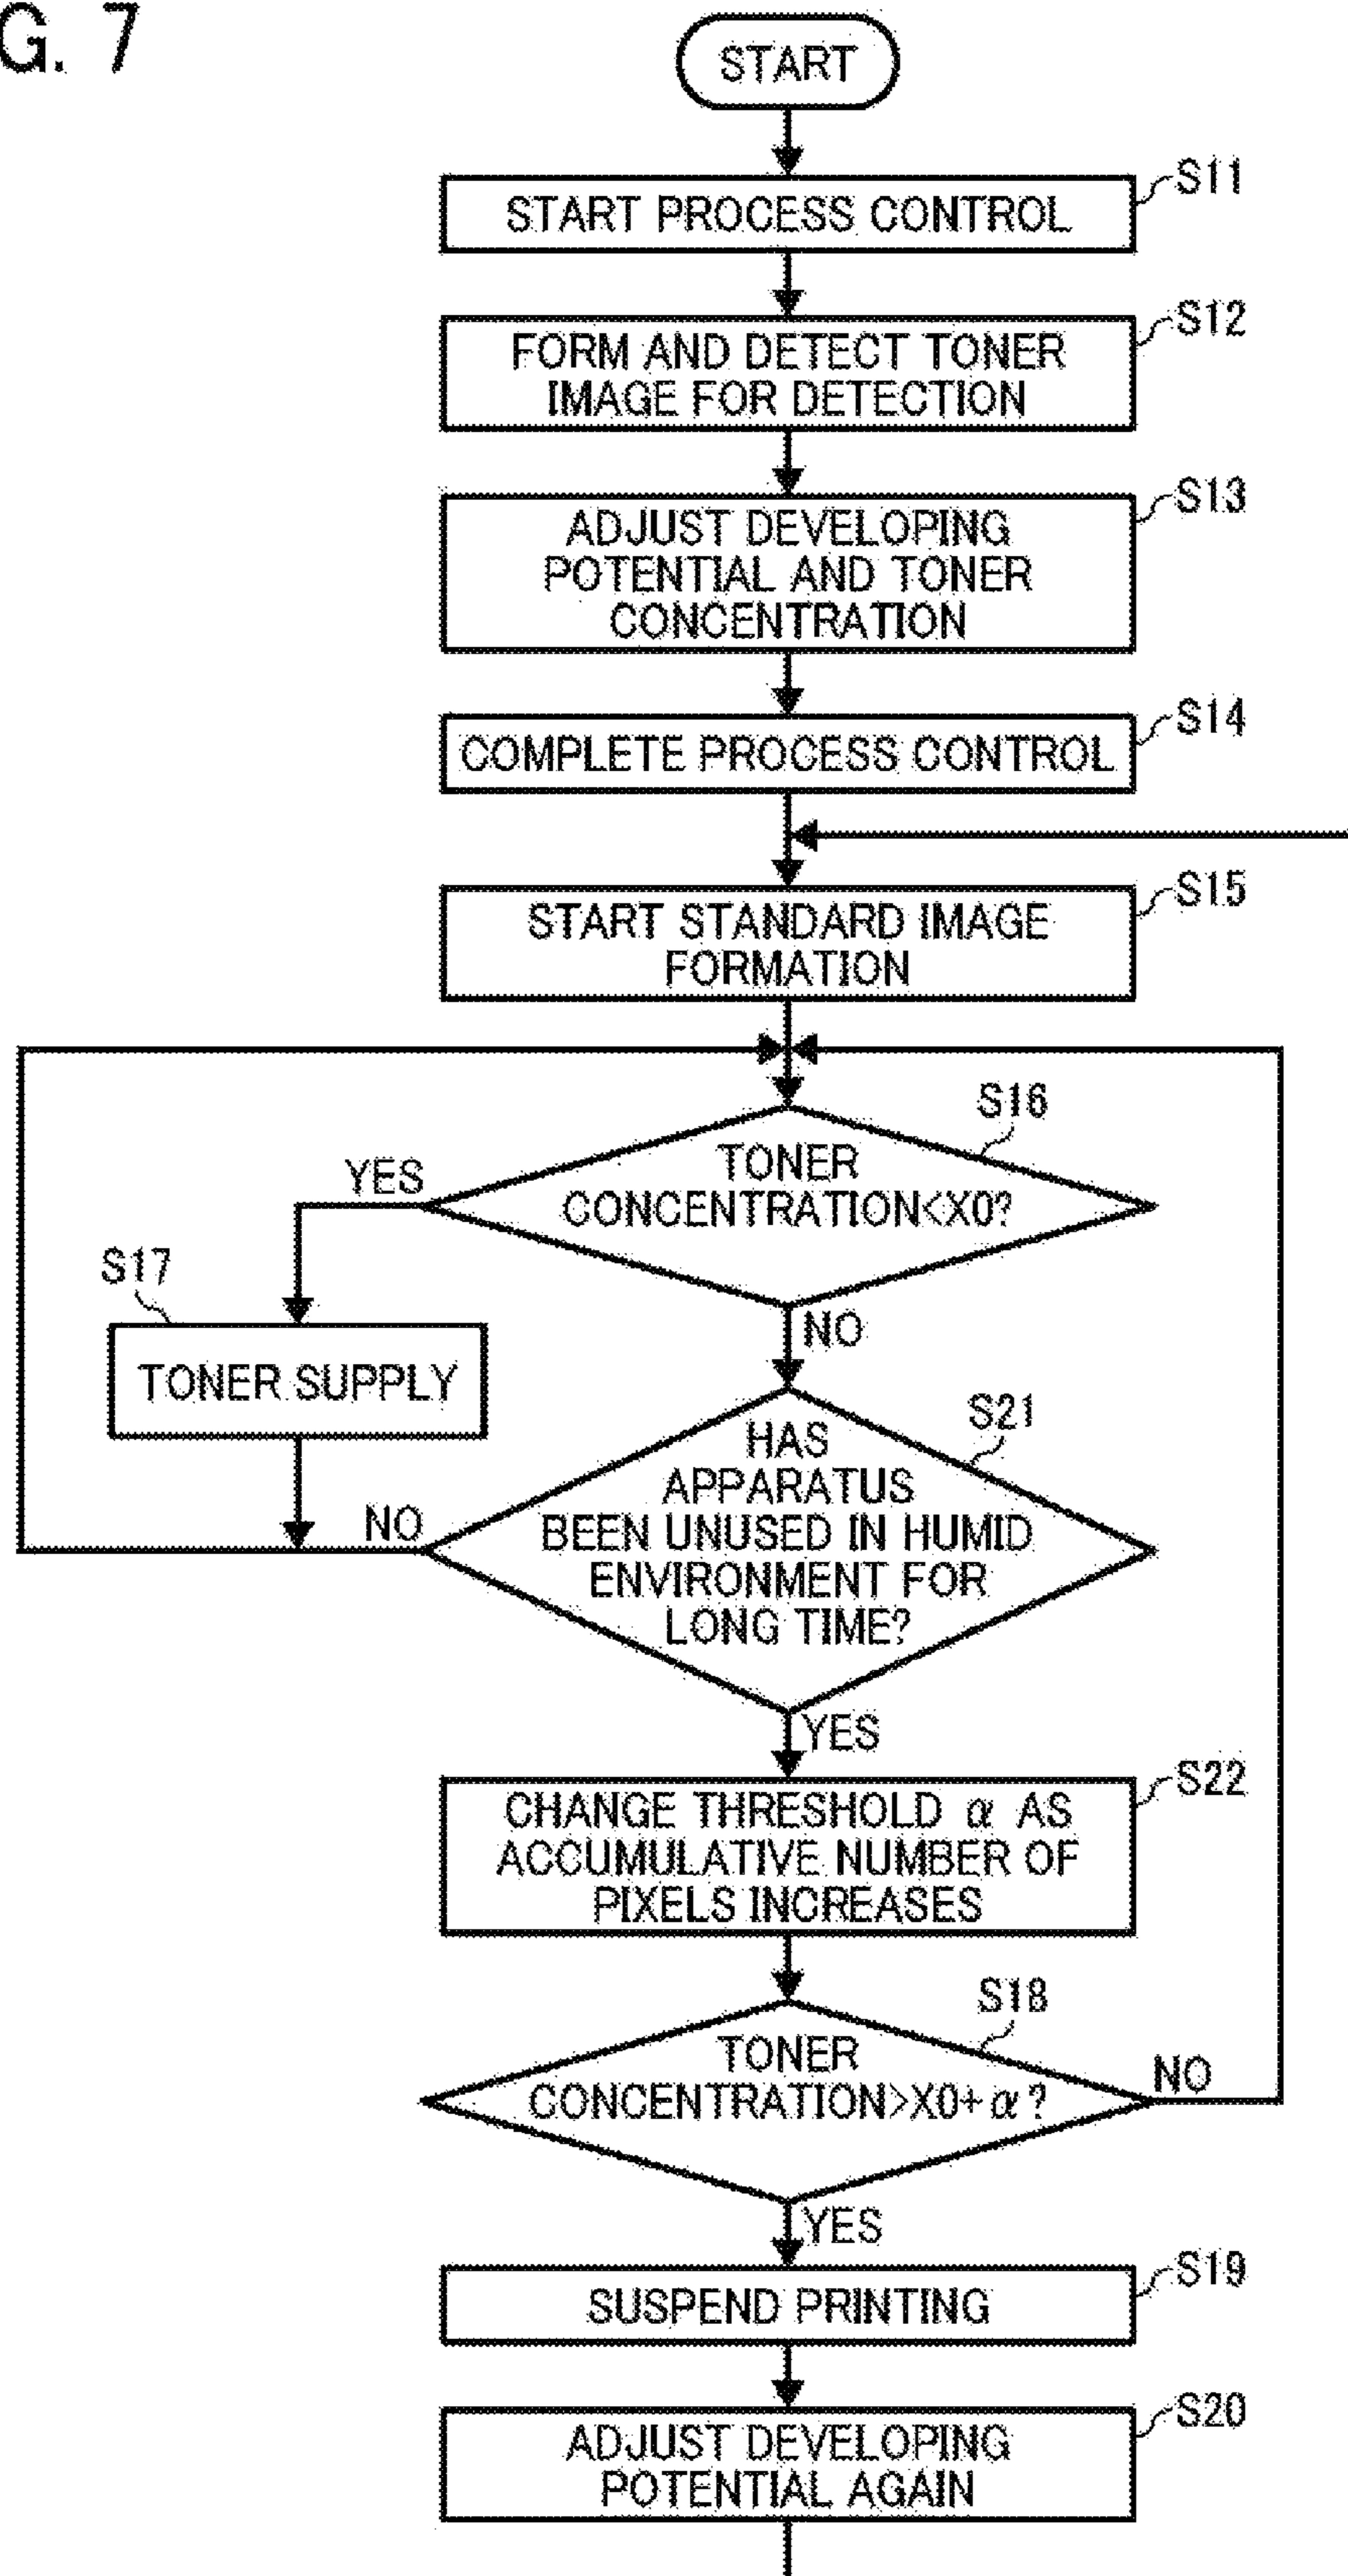 G. 7
START
S11
START PROCESS CONTROL
S12
FORM AND DETECT TONER
IMAGE FOR DETECTION
S13
ADJUST DEVELOPING
POTENTIAL AND TONER
CONCENTRATION
S14
COMPLETE PROCESS CONTROL
S15
START STANDARD IMAGE
FORMATION
S16
TONER
CONCENTRATION<X0?
YES
NO
S17
TONER SUPPLY
S21
HAS
APPARATUS
BEEN UNUSED IN HUMID
ENVIRONMENT FOR
LONG TIME?
NO
YES
S22
CHANGE THRESHOLD α AS
ACCUMULATIVE NUMBER OF
PIXELS INCREASES
S18
TONER
CONCENTRATION>X0+α?
NO
YES
S19
SUSPEND PRINTING
S20
ADJUST DEVELOPING
POTENTIAL AGAIN